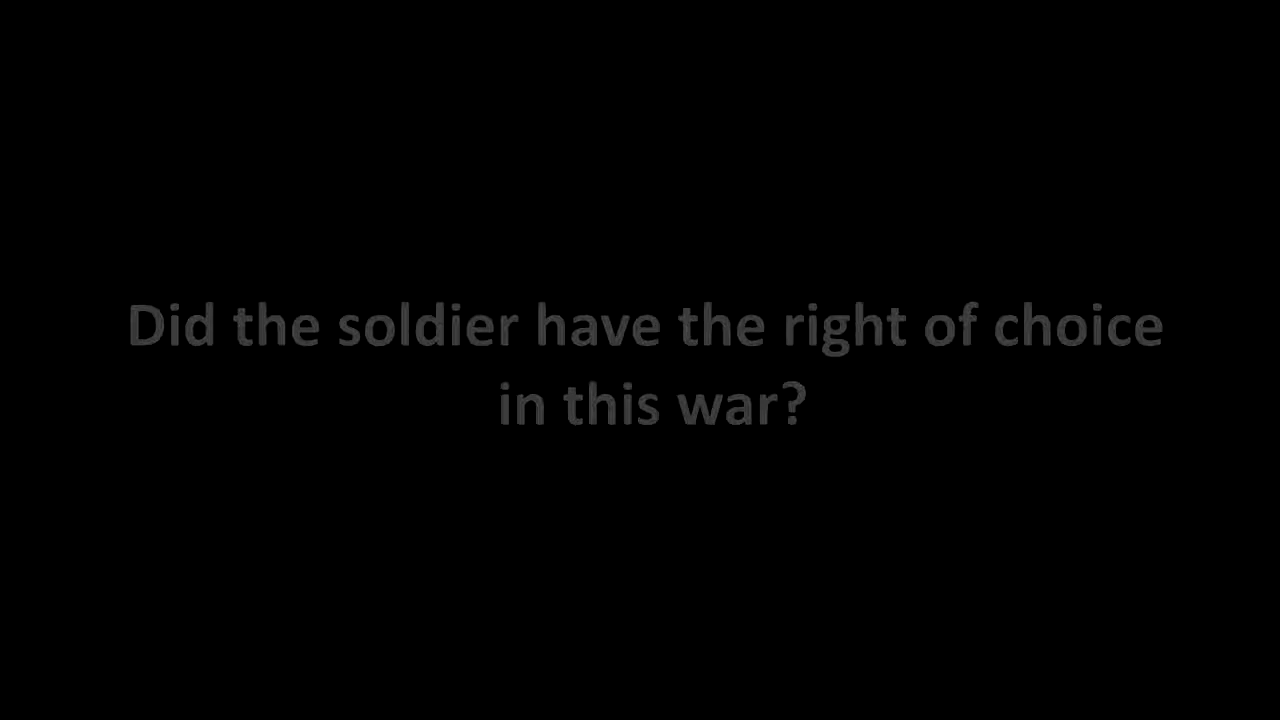 Did the soldier have the right of choice
in this war?